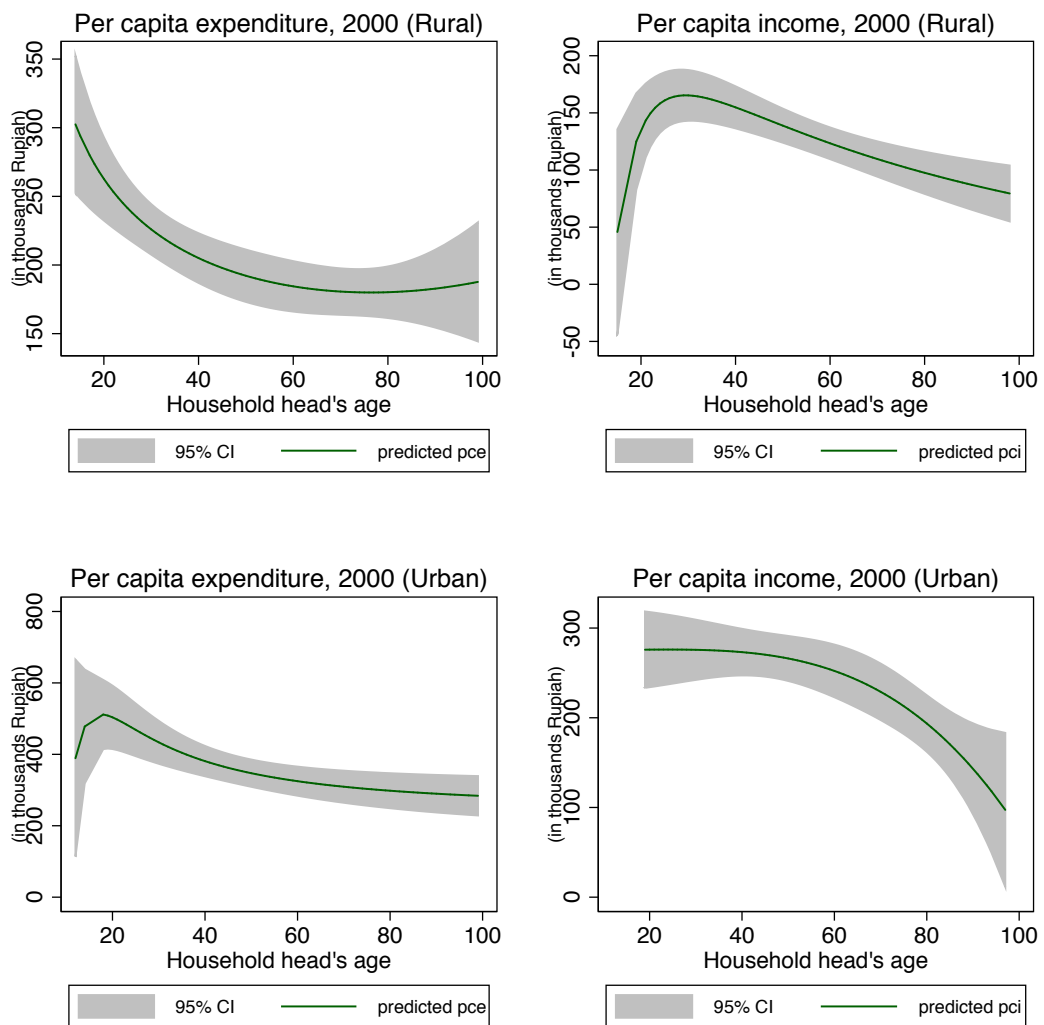 Per capita expenditure, 2000 (Rural)
(in thousands Rupiah)
350
300
250
200
150
20 40 60 80 100
Household head's age
95% CI predicted pce
Per capita income, 2000 (Rural)
(in thousands Rupiah)
200
150
100
50
0
-50
20 40 60 80 100
Household head's age
95% CI predicted pci
Per capita expenditure, 2000 (Urban)
(in thousands Rupiah)
800
600
400
200
0
20 40 60 80 100
Household head's age
95% CI predicted pce
Per capita income, 2000 (Urban)
(in thousands Rupiah)
300
200
100
0
20 40 60 80 100
Household head's age
95% CI predicted pci